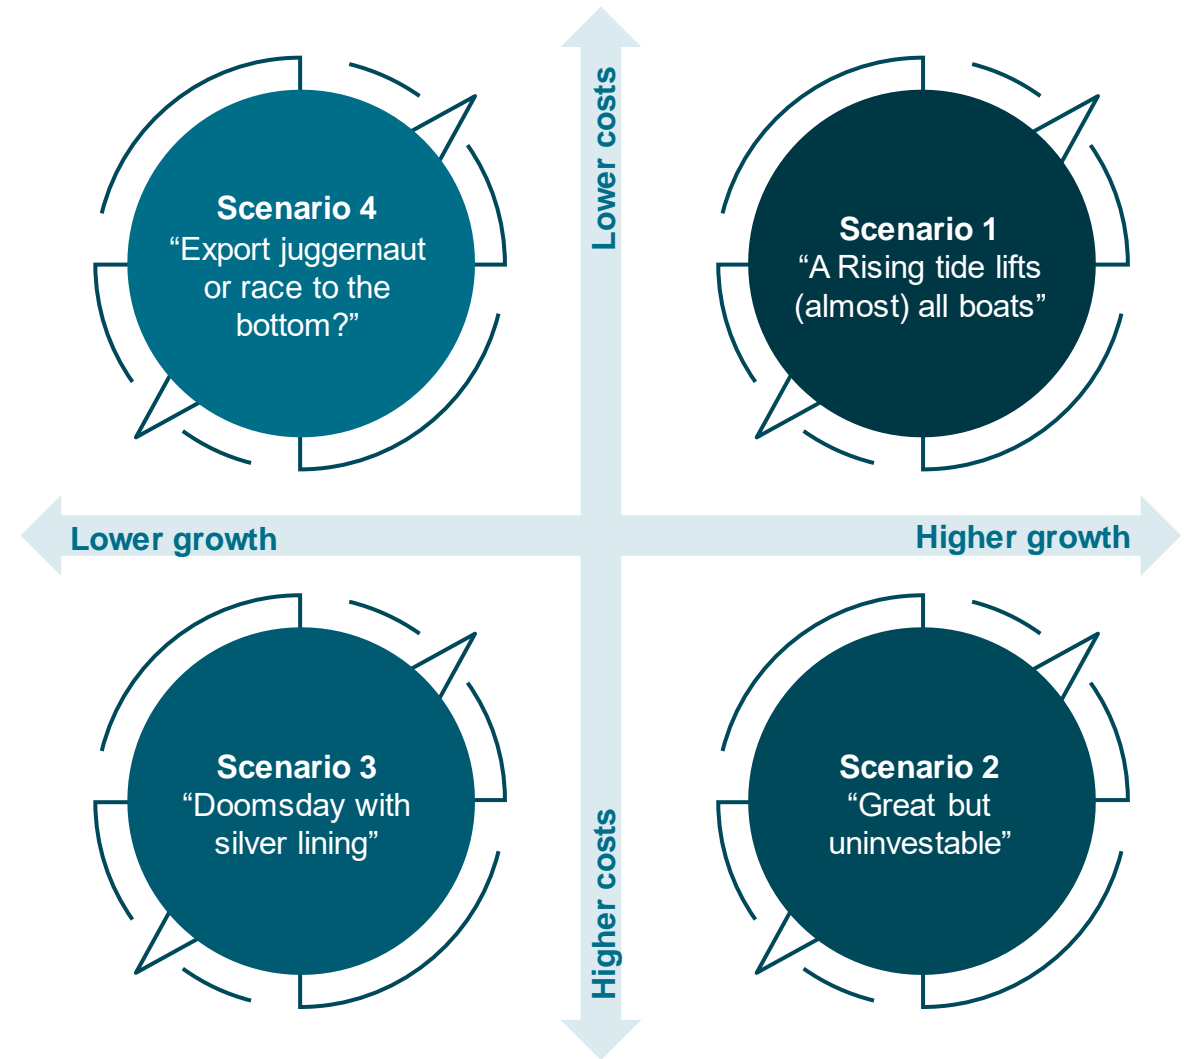 Lower costs
Scenario 4
“Export juggernaut
or race to the
bottom?”
Scenario 1
“A Rising tide lifts
(almost) all boats”
Lower growth
Higher growth
Scenario 3
“Doomsday with
silver lining”
Scenario 2
“Great but
uninvestable”
Higher costs